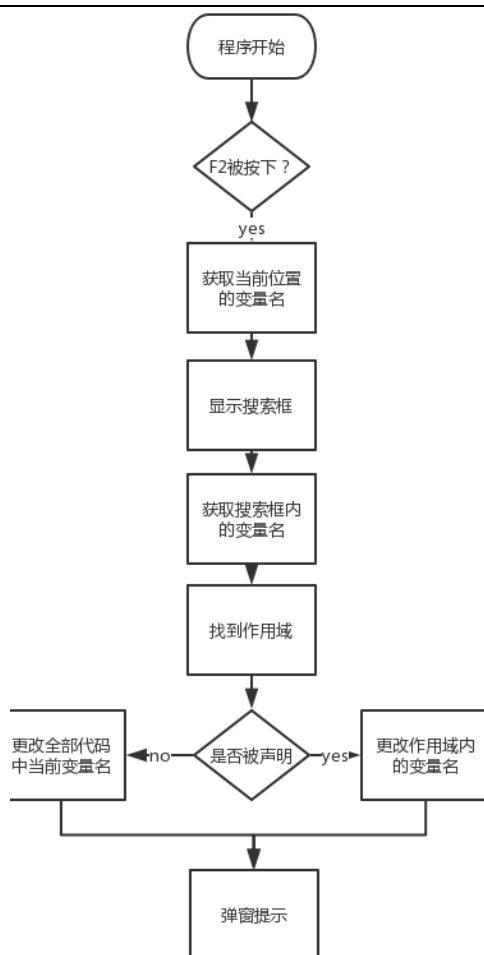 程序开始
F2被按下？
yes
获取当前位置
的变量名
显示搜索框
获取搜索框内
的变量名
找到作用域
更改全部代码
中当前变量名
no
是否被声明
yes
更改作用域内
的变量名
弹窗提示